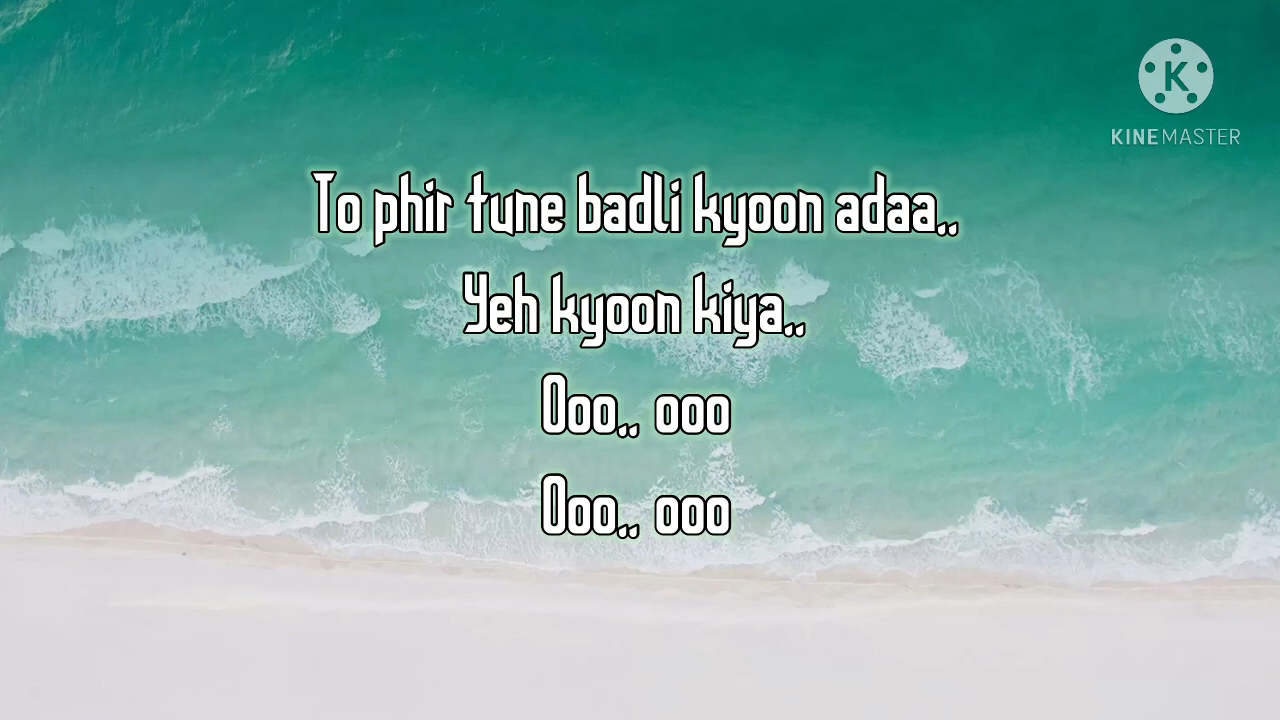 K
KINEMASTER
To phir tune badli kyoon adaa,,
Yeh kyoon kiya,,
Ooo,, ooo
Ooo,, ooo